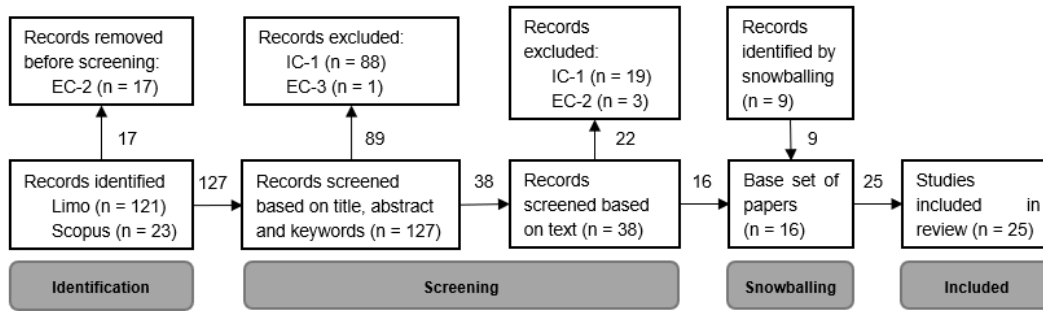 Records removed
before screening:
EC-2 (n = 17)
Records excluded:
IC-1 (n = 88)
EC-3 (n = 1)
Records
excluded:
IC-1 (n = 19)
EC-2 (n = 3)
Records
identified by
snowballing
(n = 9)
17
89
22
9
Records identified
Limo (n = 121)
Scopus (n = 23)
127
Records screened
based on title, abstract
and keywords (n = 127)
38
Records
screened based
on text (n = 38)
16
Base set of
papers
(n = 16)
25
Studies
included in
review (n = 25)
Identification
Screening
Snowballing
Included